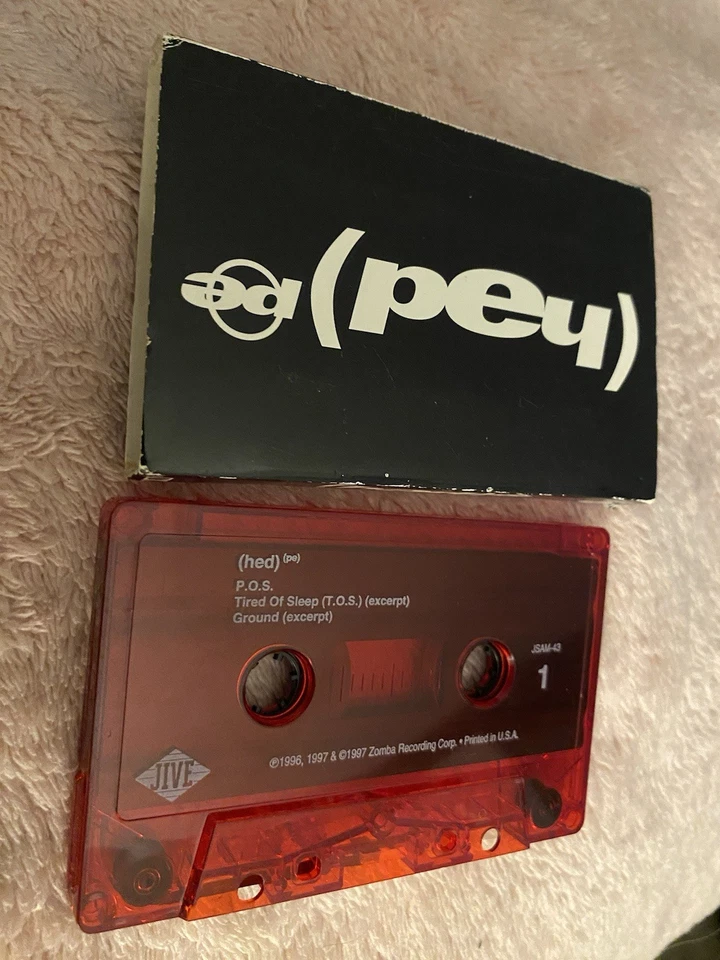 (hed) pe
(hed) (pe)
P.O.S.
Tired Of Sleep (T.O.S.) (excerpt)
Ground (excerpt)
JSAM-43
1
℗1996, 1997 & ©1997 Zomba Recording Corp. • Printed in U.S.A.
JIVE